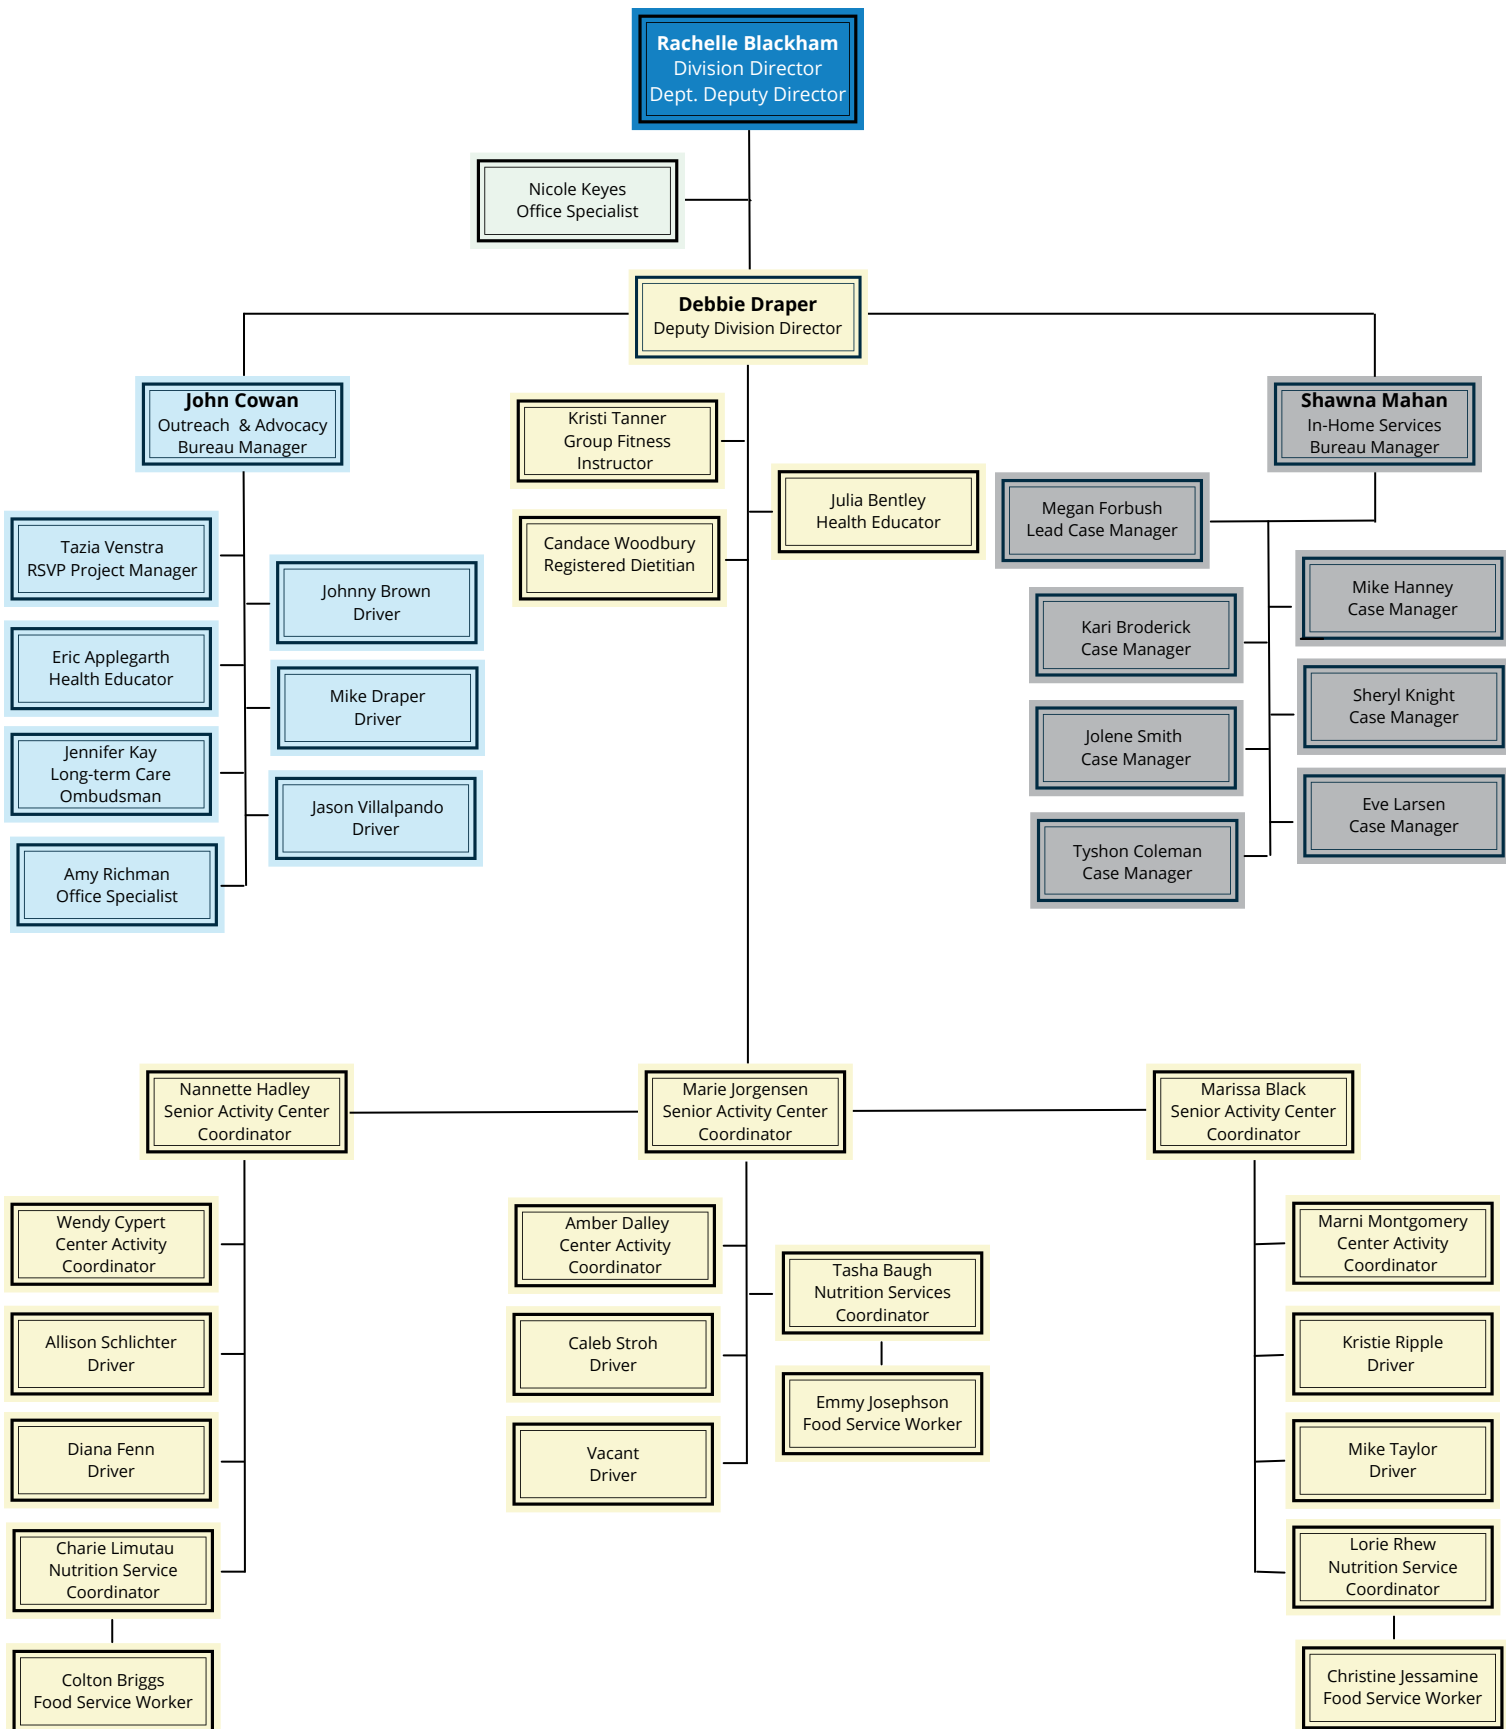 Rachelle Blackham
Division Director
Dept. Deputy Director
Nicole Keyes
Office Specialist
Debbie Draper
Deputy Division Director
John Cowan
Outreach & Advocacy
Bureau Manager
Tazia Venstra
RSVP Project Manager
Johnny Brown
Driver
Eric Applegarth
Health Educator
Mike Draper
Driver
Jennifer Kay
Long-term Care
Ombudsman
Jason Villalpando
Driver
Amy Richman
Office Specialist
Kristi Tanner
Group Fitness
Instructor
Julia Bentley
Health Educator
Candace Woodbury
Registered Dietitian
Shawna Mahan
In-Home Services
Bureau Manager
Megan Forbush
Lead Case Manager
Mike Hanney
Case Manager
Kari Broderick
Case Manager
Sheryl Knight
Case Manager
Jolene Smith
Case Manager
Eve Larsen
Case Manager
Tyshon Coleman
Case Manager
Nannette Hadley
Senior Activity Center
Coordinator
Wendy Cypert
Center Activity
Coordinator
Allison Schlichter
Driver
Diana Fenn
Driver
Charie Limutau
Nutrition Service
Coordinator
Colton Briggs
Food Service Worker
Marie Jorgensen
Senior Activity Center
Coordinator
Amber Dalley
Center Activity
Coordinator
Tasha Baugh
Nutrition Services
Coordinator
Caleb Stroh
Driver
Emmy Josephson
Food Service Worker
Vacant
Driver
Marissa Black
Senior Activity Center
Coordinator
Marni Montgomery
Center Activity
Coordinator
Kristie Ripple
Driver
Mike Taylor
Driver
Lorie Rhew
Nutrition Service
Coordinator
Christine Jessamine
Food Service Worker